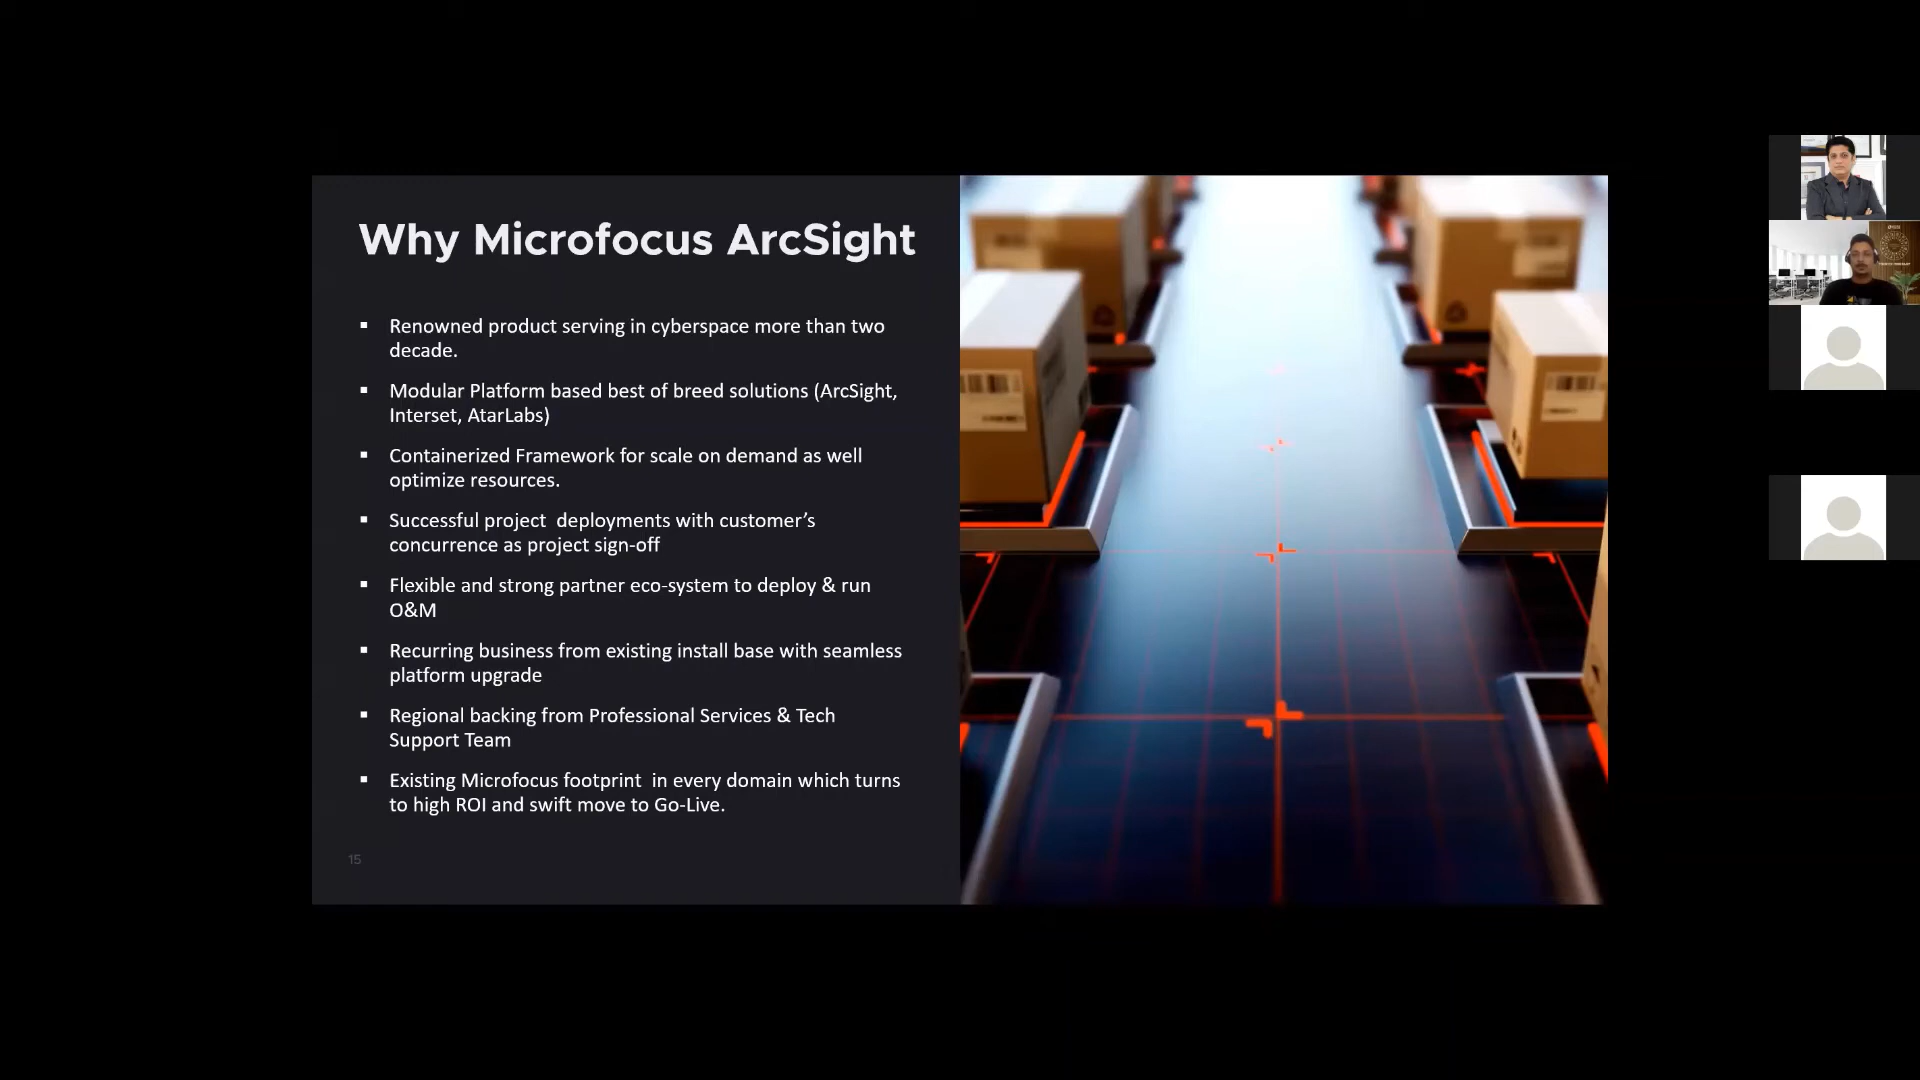 Why Microfocus ArcSight
▪ Renowned product serving in cyberspace more than two
decade.
▪ Modular Platform based best of breed solutions (ArcSight,
Interset, AtarLabs)
▪ Containerized Framework for scale on demand as well
optimize resources.
▪ Successful project  deployments with customer’s
concurrence as project sign-off
▪ Flexible and strong partner eco-system to deploy & run
O&M
▪ Recurring business from existing install base with seamless
platform upgrade
▪ Regional backing from Professional Services & Tech
Support Team
▪ Existing Microfocus footprint  in every domain which turns
to high ROI and swift move to Go-Live.
15